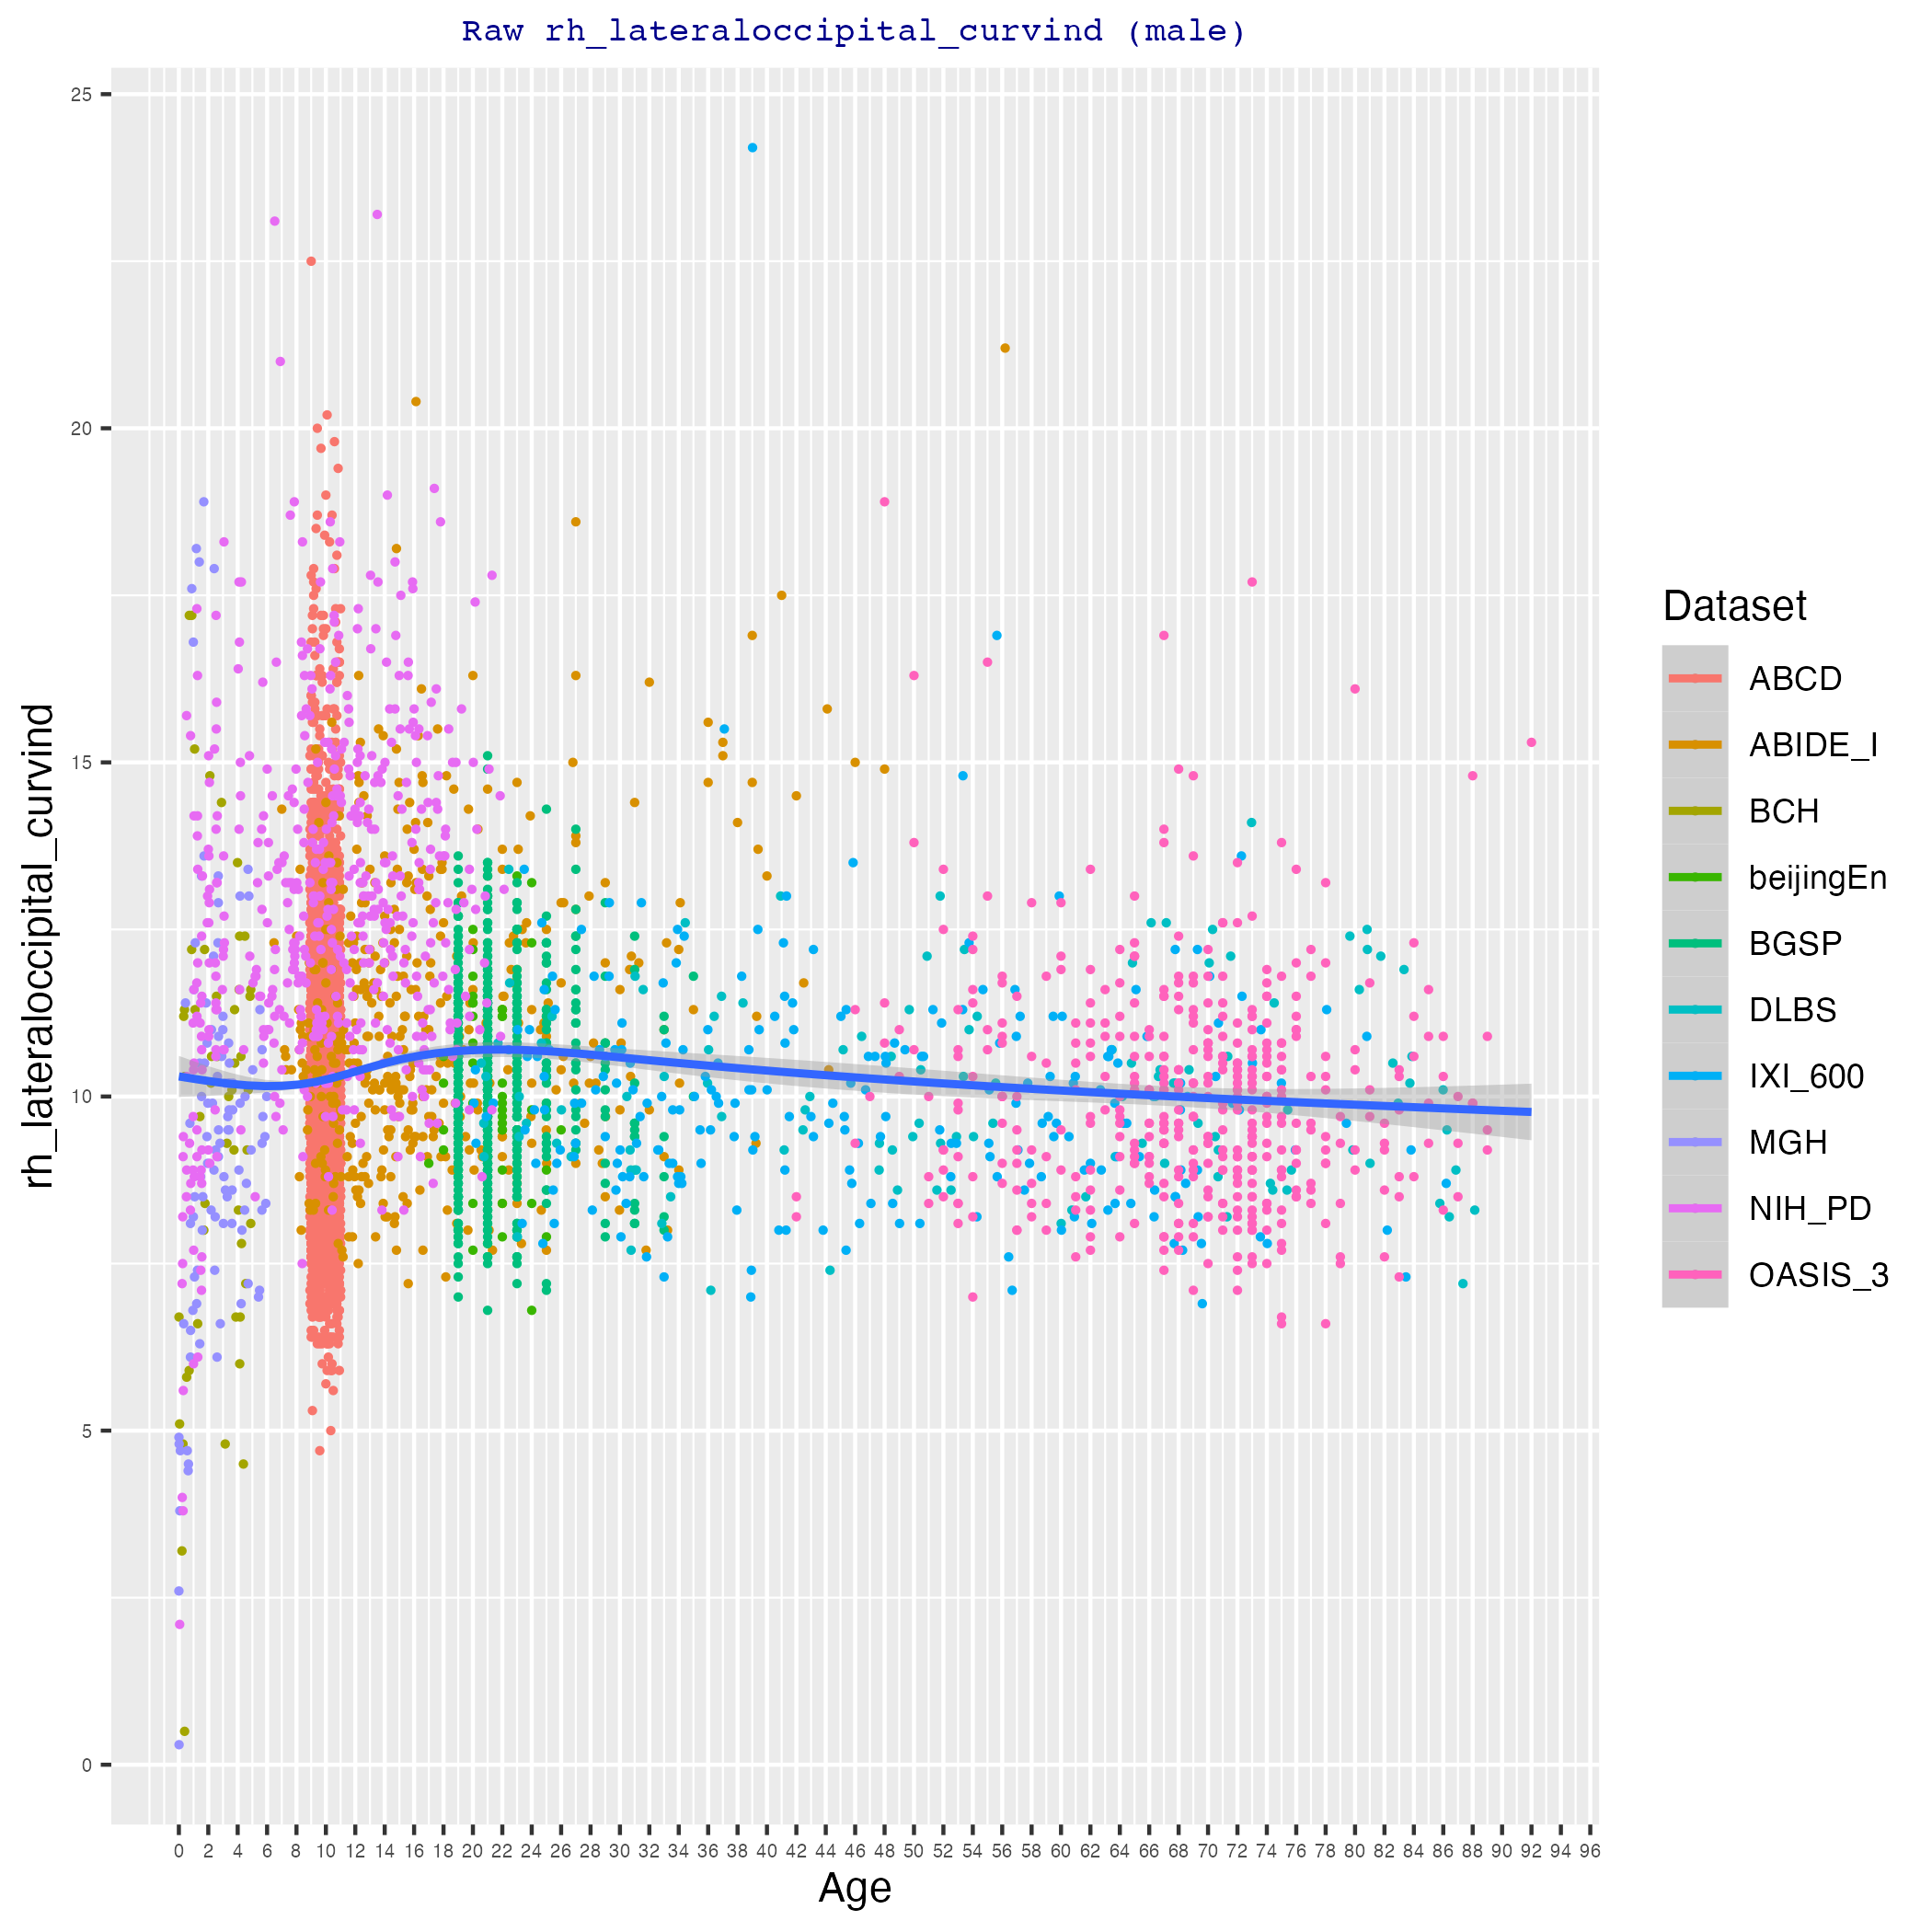 Raw rh_lateraloccipital_curvind (male)
rh_lateraloccipital_curvind
25
20
15
10
5
0
0 2 4 6 8 10 12 14 16 18 20 22 24 26 28 30 32 34 36 38 40 42 44 46 48 50 52 54 56 58 60 62 64 66 68 70 72 74 76 78 80 82 84 86 88 90 92 94 96
Age
Dataset
ABCD
ABIDE_I
BCH
beijingEn
BGSP
DLBS
IXI_600
MGH
NIH_PD
OASIS_3